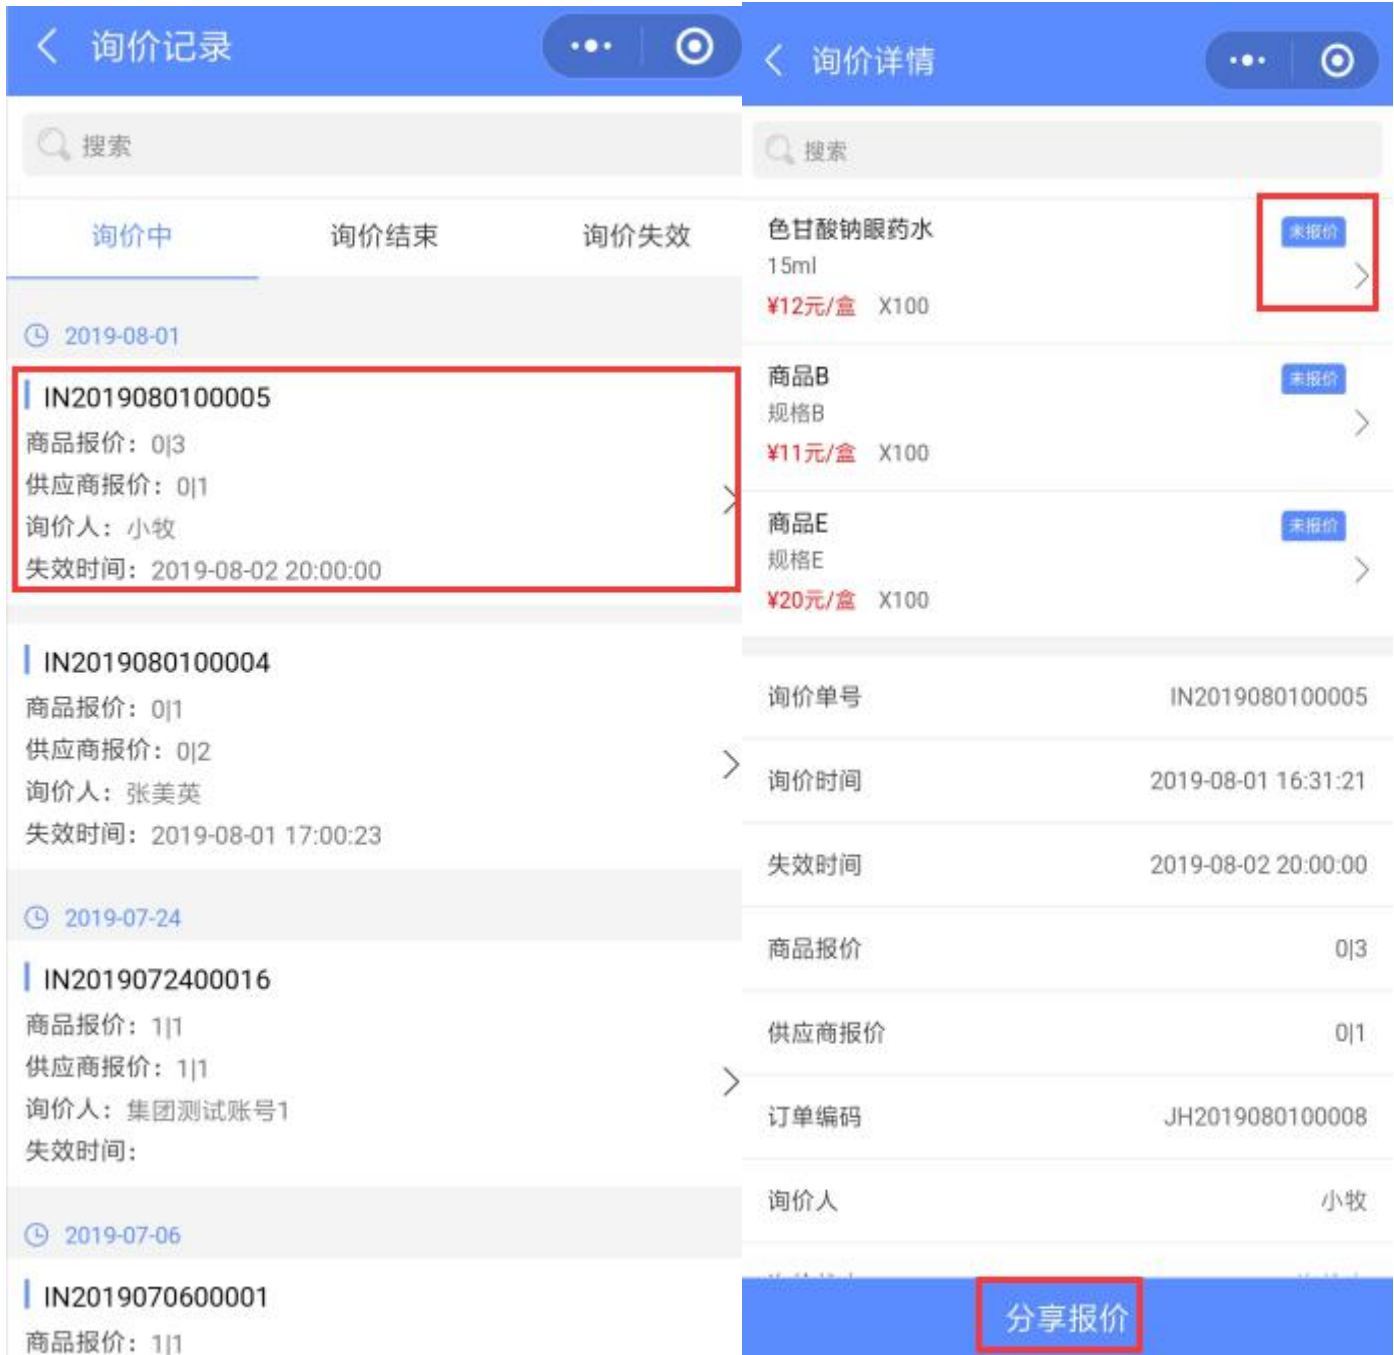 询价记录
搜索
询价中 询价结束 询价失效
2019-08-01
IN2019080100005
商品报价：0|3
供应商报价：0|1
询价人：小牧
失效时间：2019-08-02 20:00:00
IN2019080100004
商品报价：0|1
供应商报价：0|2
询价人：张美英
失效时间：2019-08-01 17:00:23
2019-07-24
IN2019072400016
商品报价：1|1
供应商报价：1|1
询价人：集团测试账号1
失效时间：
2019-07-06
IN2019070600001
商品报价：1|1
询价详情
搜索
色甘酸钠眼药水 未报价
15ml
¥12元/盒 X100
商品B 未报价
规格B
¥11元/盒 X100
商品E 未报价
规格E
¥20元/盒 X100
询价单号 IN2019080100005
询价时间 2019-08-01 16:31:21
失效时间 2019-08-02 20:00:00
商品报价 0|3
供应商报价 0|1
订单编码 JH2019080100008
询价人 小牧
分享报价